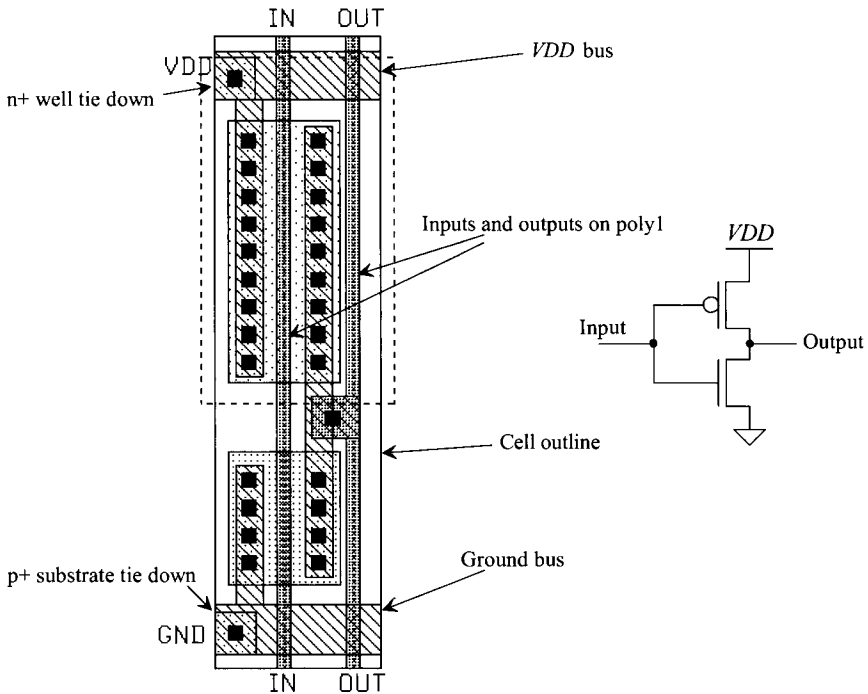 IN OUT
VDD
VDD bus
n+ well tie down
Inputs and outputs on poly1
VDD
Input
Output
Cell outline
p+ substrate tie down
Ground bus
GND
IN OUT